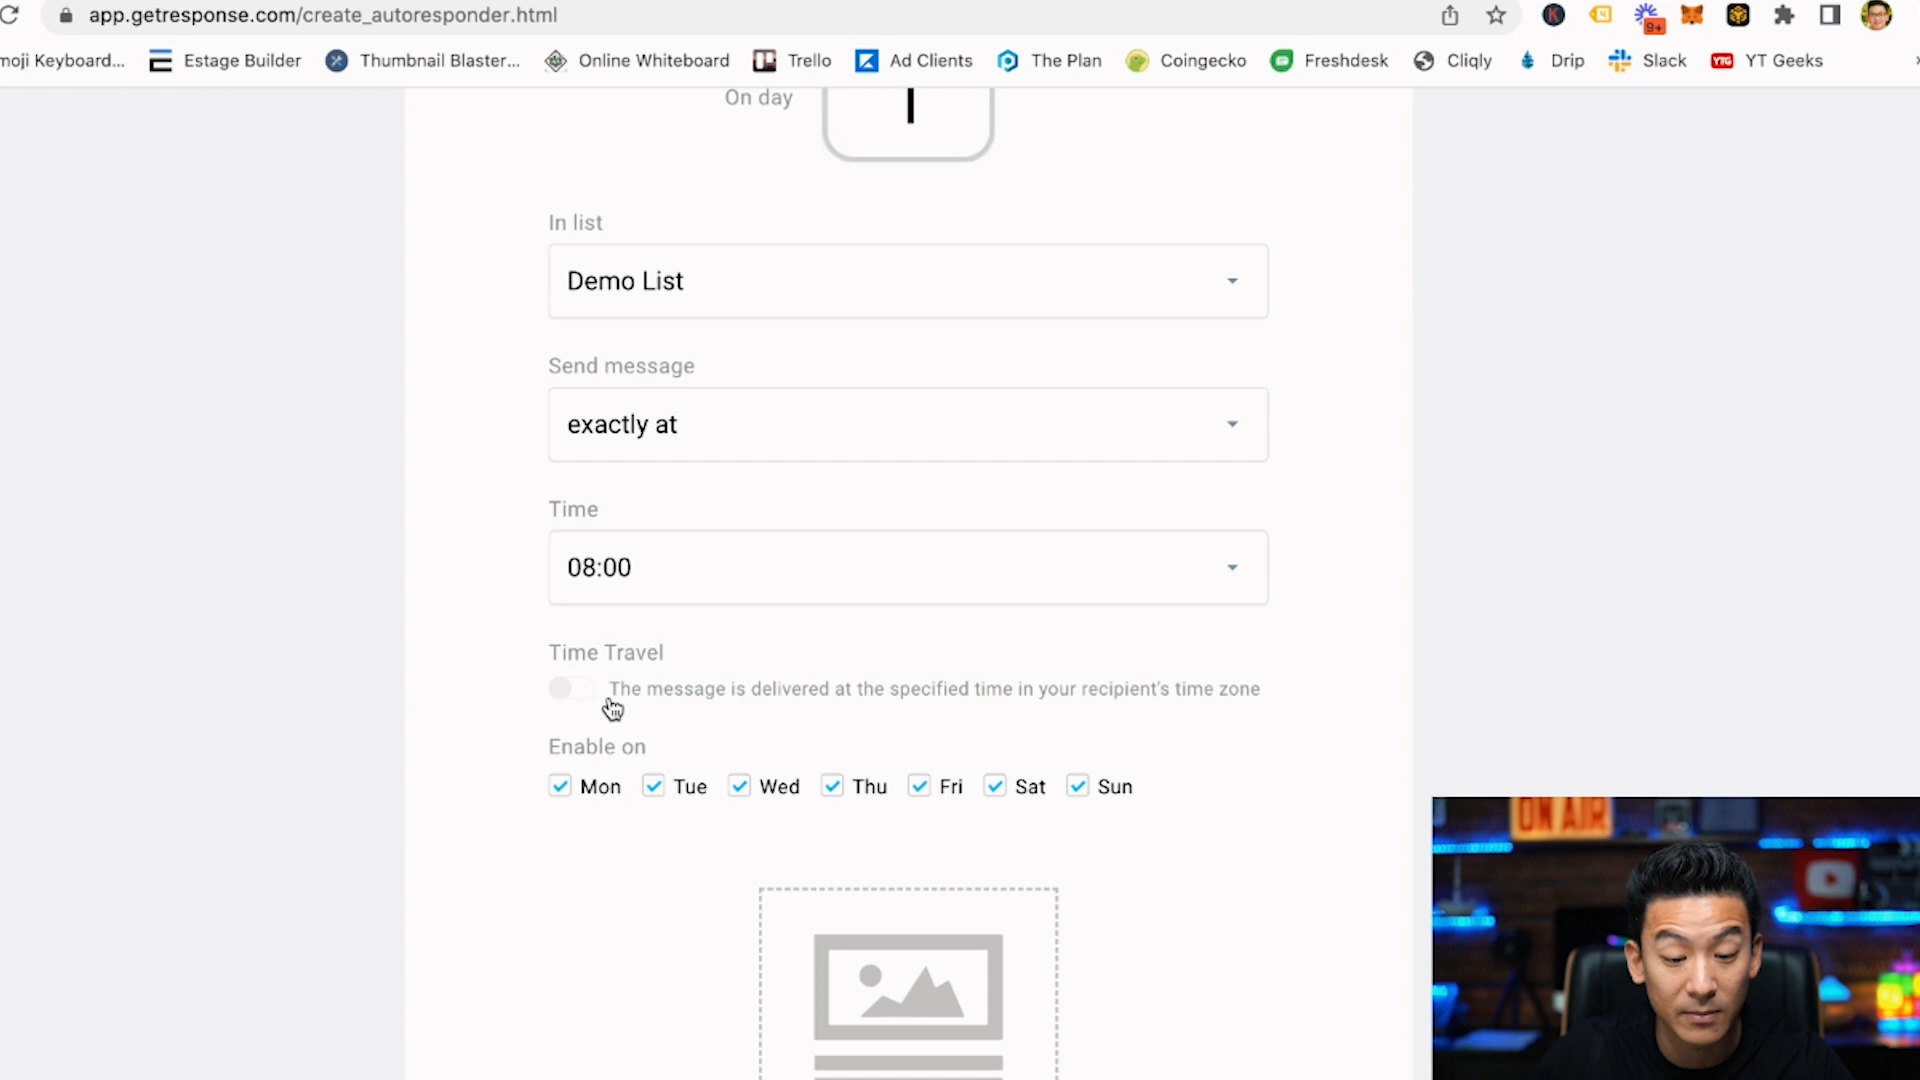 app.getresponse.com/create_autoresponder.html
9+
moji Keyboard... Estage Builder Thumbnail Blaster... Online Whiteboard Trello Ad Clients The Plan Coingecko Freshdesk Cliqly Drip Slack YTG YT Geeks
On day
In list
Demo List
Send message
exactly at
Time
08:00
Time Travel
The message is delivered at the specified time in your recipient's time zone
Enable on
Mon Tue Wed Thu Fri Sat Sun
ON AIR